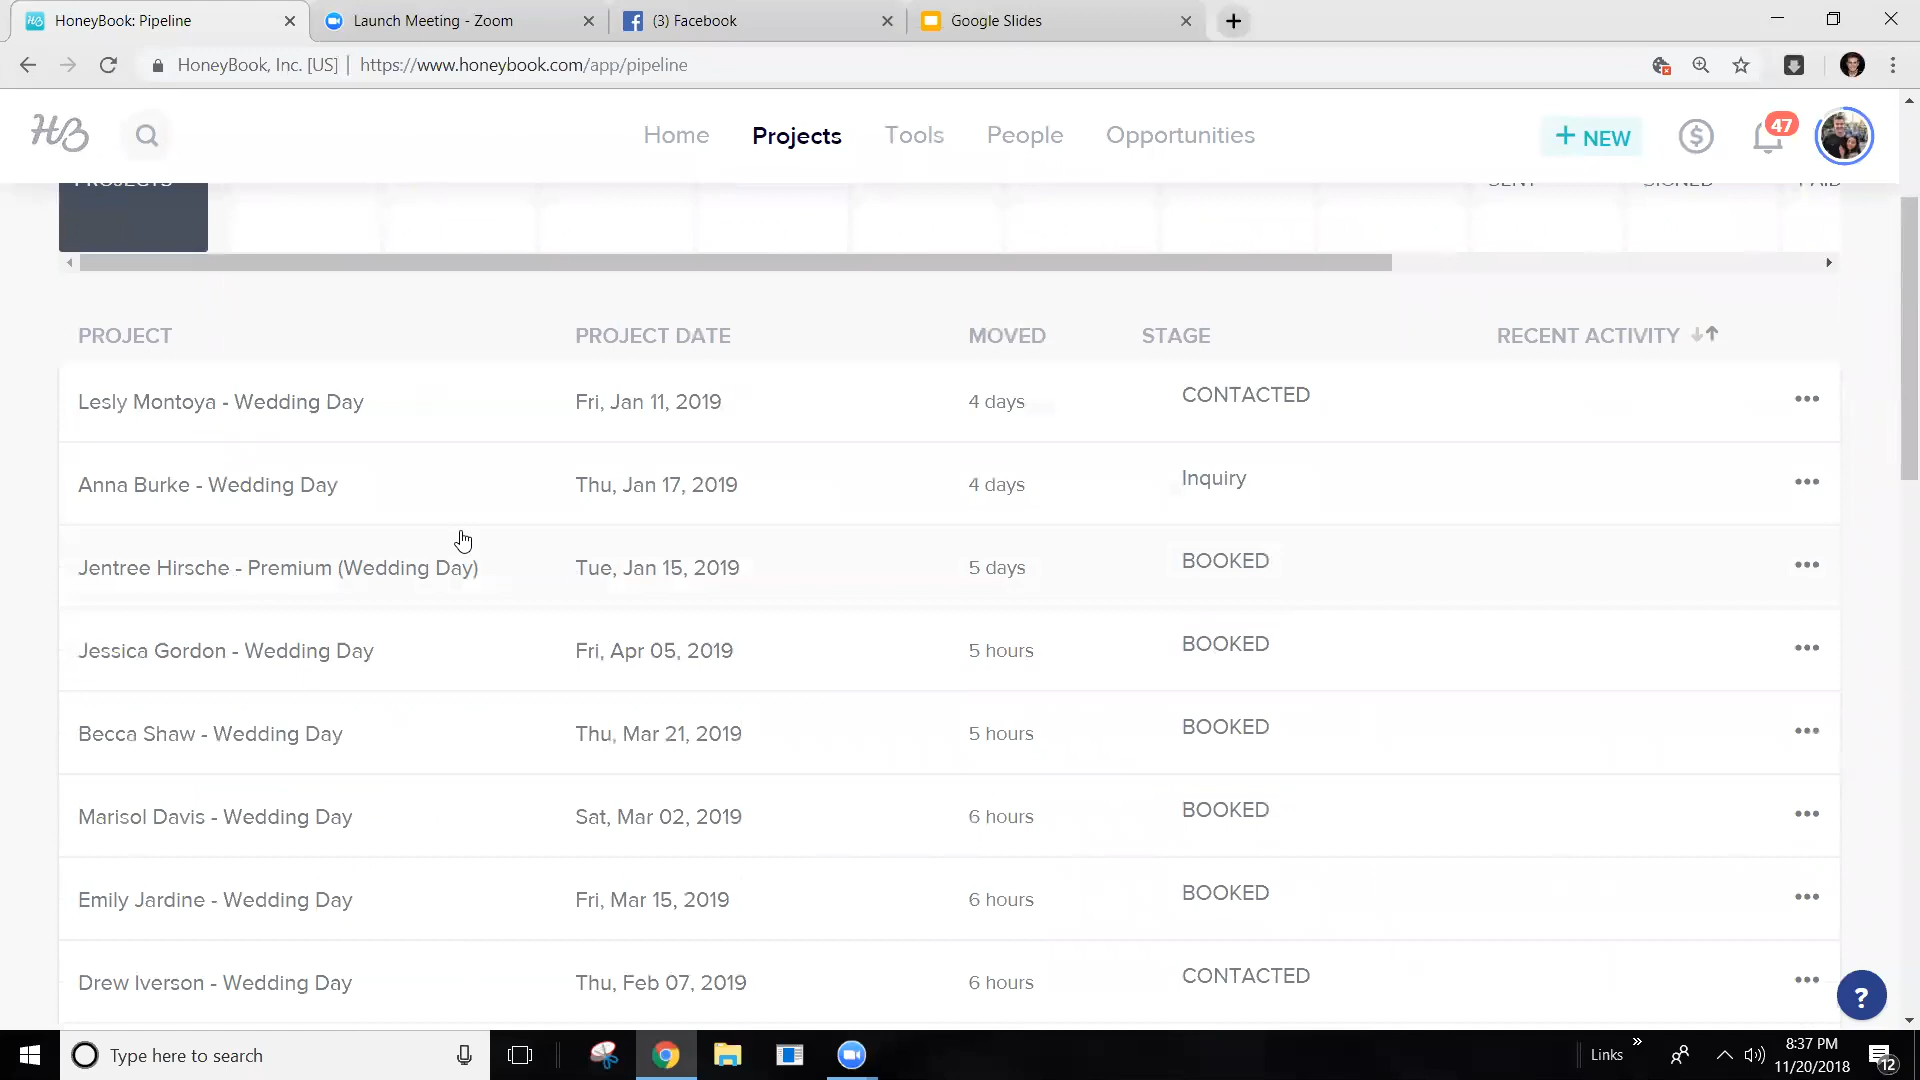 HoneyBook: Pipeline
Launch Meeting - Zoom
(3) Facebook
Google Slides
HoneyBook, Inc. [US] | https://www.honeybook.com/app/pipeline
HB
Home
Projects
Tools
People
Opportunities
+ NEW
47
PROJECTS
SENT
SIGNED
PAID
PROJECT
PROJECT DATE
MOVED
STAGE
RECENT ACTIVITY
Lesly Montoya - Wedding Day
Fri, Jan 11, 2019
4 days
CONTACTED
Anna Burke - Wedding Day
Thu, Jan 17, 2019
4 days
Inquiry
Jentree Hirsche - Premium (Wedding Day)
Tue, Jan 15, 2019
5 days
BOOKED
Jessica Gordon - Wedding Day
Fri, Apr 05, 2019
5 hours
BOOKED
Becca Shaw - Wedding Day
Thu, Mar 21, 2019
5 hours
BOOKED
Marisol Davis - Wedding Day
Sat, Mar 02, 2019
6 hours
BOOKED
Emily Jardine - Wedding Day
Fri, Mar 15, 2019
6 hours
BOOKED
Drew Iverson - Wedding Day
Thu, Feb 07, 2019
6 hours
CONTACTED
?
Type here to search
Links
8:37 PM
11/20/2018
12